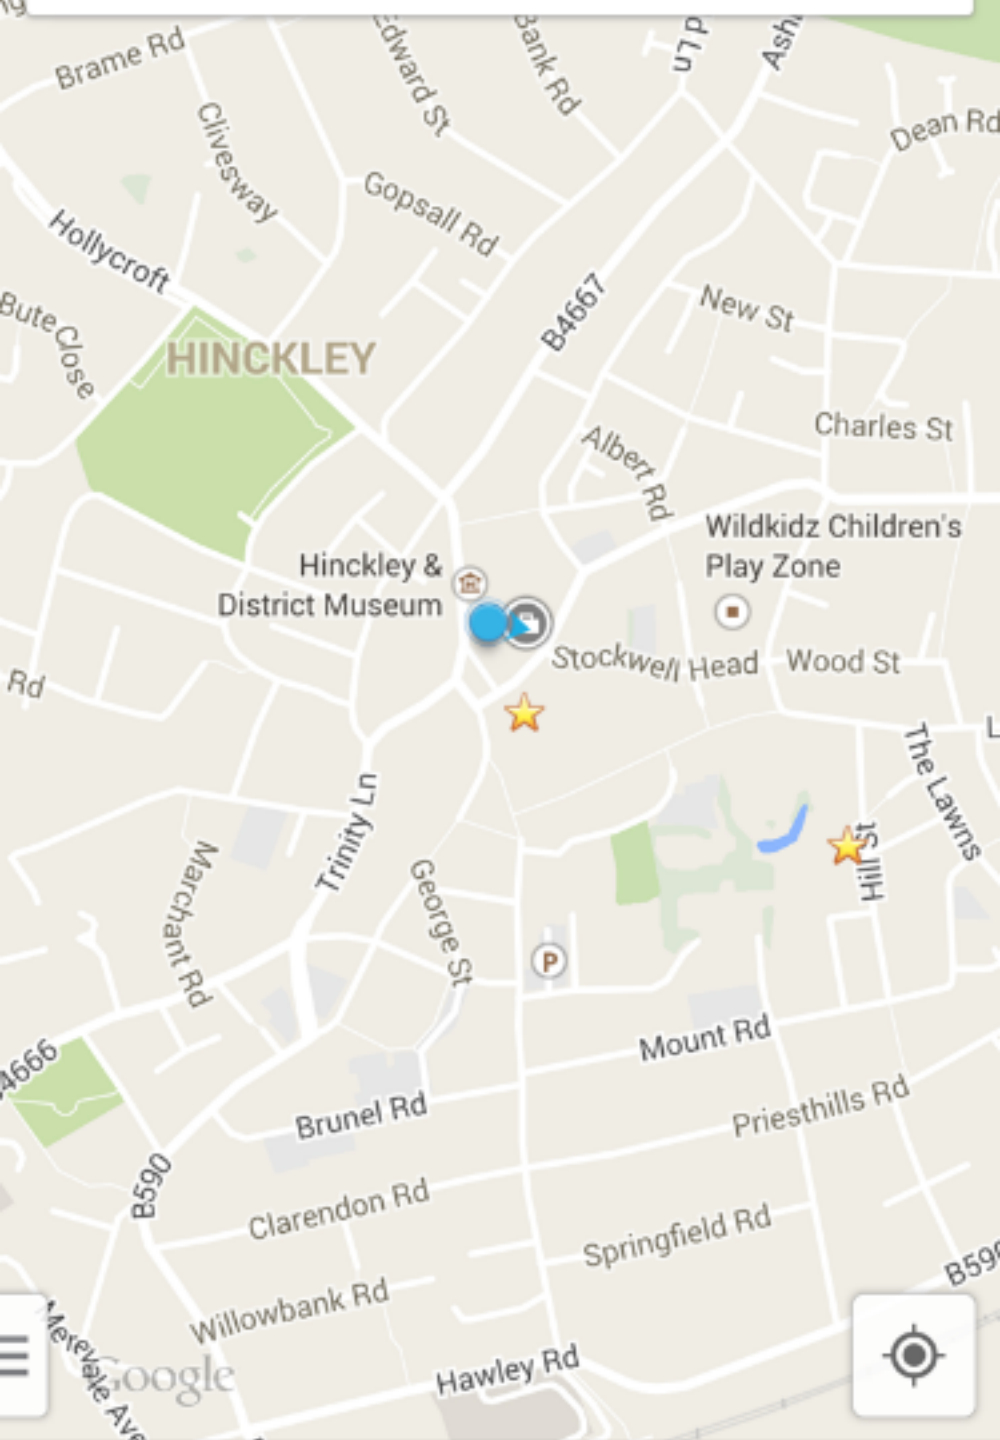 Edward St
Bank Rd
d Ln
Brame Rd
Clivesway
Dean Rd
Gopsall Rd
Hollycroft
B4667
New St
Bute Close
HINCKLEY
Charles St
Albert Rd
Wildkidz Children's
Play Zone
Hinckley &
District Museum
Stockwell Head
Wood St
Rd
The Lawns
L
Trinity Ln
Hill St
Marchant Rd
George St
P
Mount Rd
4666
Priesthills Rd
Brunel Rd
B590
Clarendon Rd
Springfield Rd
B590
Willowbank Rd
Merevale Ave
Google
Hawley Rd